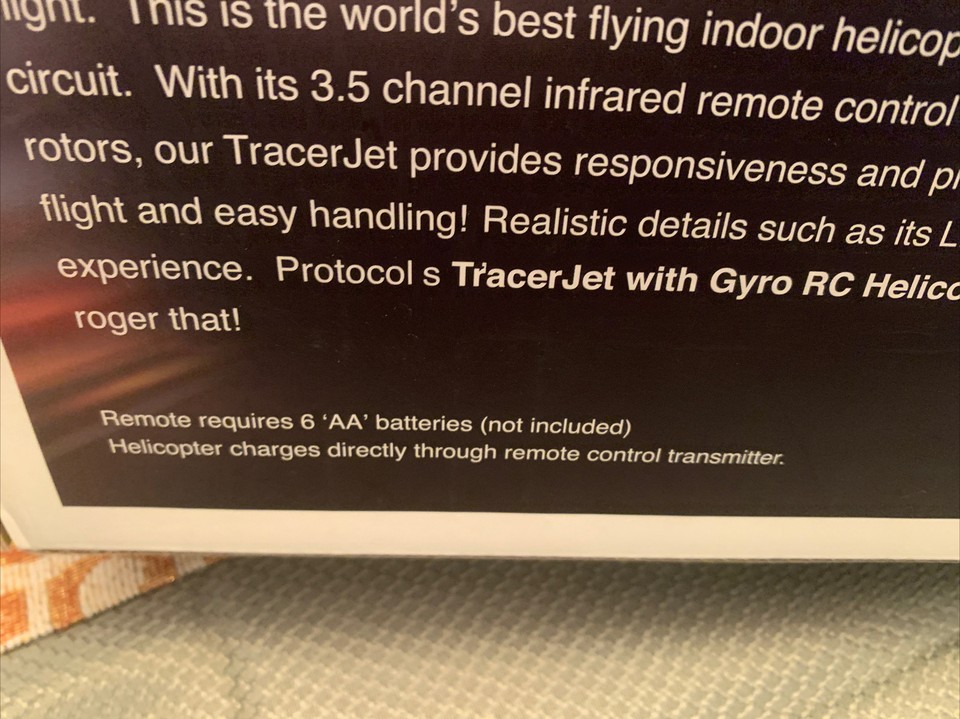 light. This is the world's best flying indoor
circuit. With its 3.5 channel infrared remote control
rotors, our TracerJet provides responsiveness and
flight and easy handling! Realistic details such as its
experience. Protocol s TracerJet with Gyro RC
roger that!
Remote requires 6 ‘AA’ batteries (not included)
Helicopter charges directly through remote control transmitter.